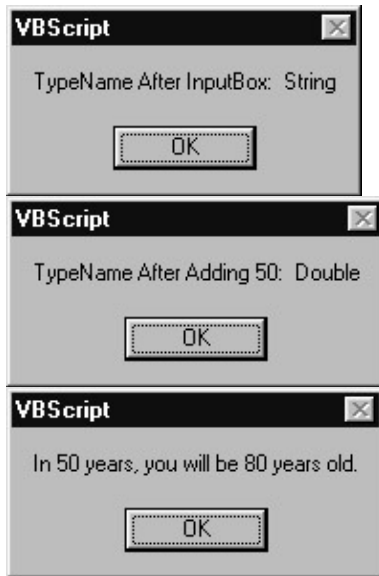 VBScript
TypeName After InputBox: String
OK
VBScript
TypeName After Adding 50: Double
OK
VBScript
In 50 years, you will be 80 years old.
OK